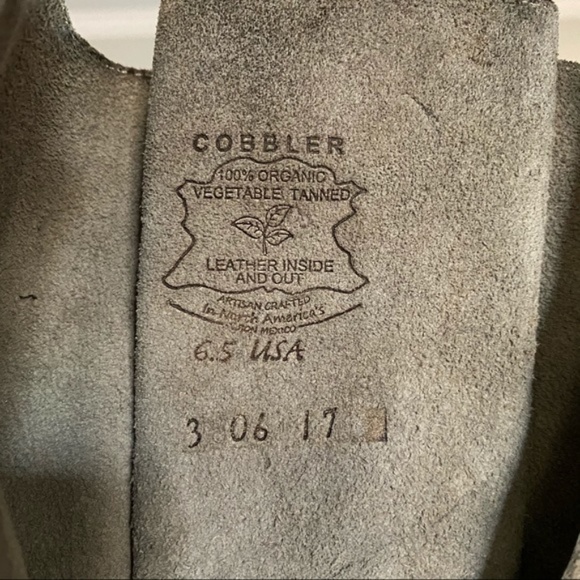 COBBLER
100% ORGANIC
VEGETABLE TANNED
LEATHER INSIDE
AND OUT
ARTISAN CRAFTED
In North America's
MEXICO
6.5 USA
3 06 17